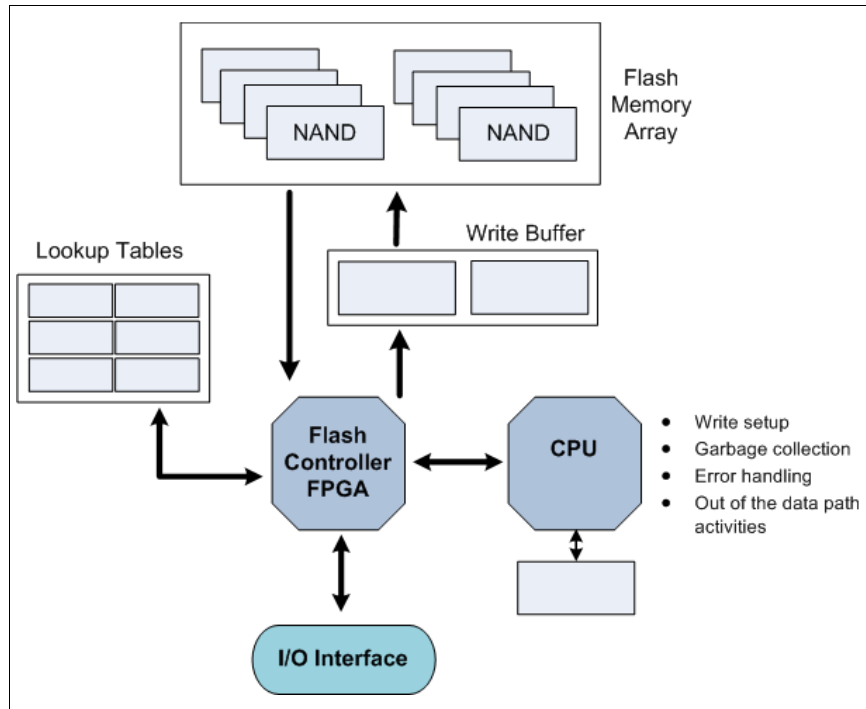 Flash
Memory
Array
NAND
NAND
Write Buffer
Lookup Tables
Flash
Controller
FPGA
CPU
• Write setup
• Garbage collection
• Error handling
• Out of the data path
activities
I/O Interface